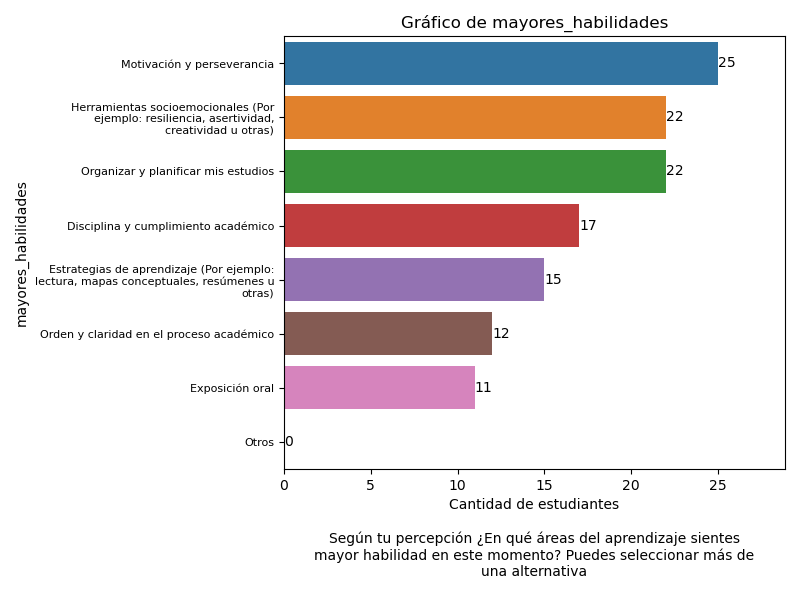 Gráfico de mayores_habilidades
mayores_habilidades
Motivación y perseverancia
25
Herramientas socioemocionales (Por
ejemplo: resiliencia, asertividad,
creatividad u otras)
22
Organizar y planificar mis estudios
22
Disciplina y cumplimiento académico
17
Estrategias de aprendizaje (Por ejemplo:
lectura, mapas conceptuales, resúmenes u
otras)
15
Orden y claridad en el proceso académico
12
Exposición oral
11
Otros
0
0 5 10 15 20 25
Cantidad de estudiantes
Según tu percepción ¿En qué áreas del aprendizaje sientes
mayor habilidad en este momento? Puedes seleccionar más de
una alternativa